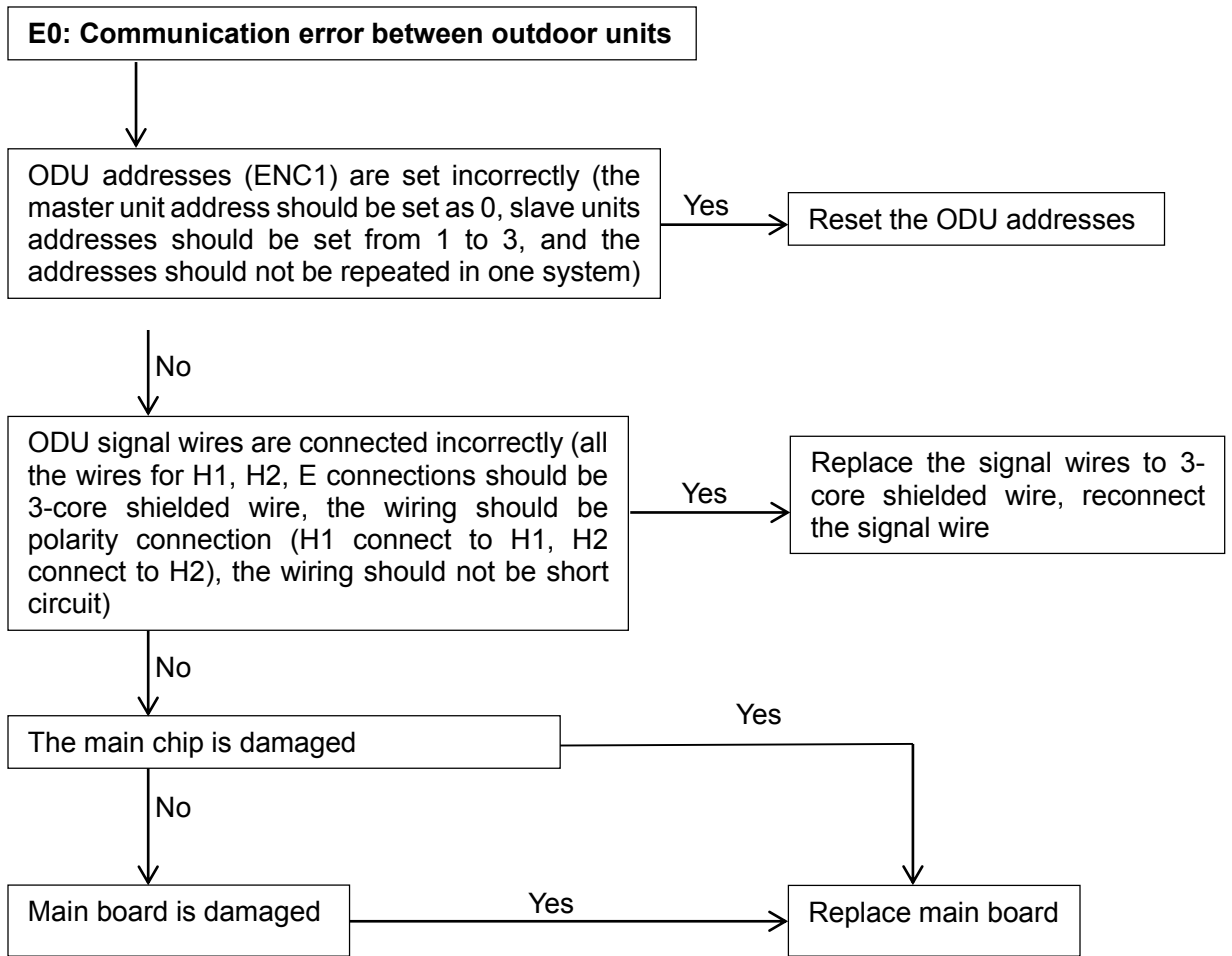 E0: Communication error between outdoor units
ODU addresses (ENC1) are set incorrectly (the
master unit address should be set as 0, slave units
addresses should be set from 1 to 3, and the
addresses should not be repeated in one system)
Yes
Reset the ODU addresses
No
ODU signal wires are connected incorrectly (all
the wires for H1, H2, E connections should be
3-core shielded wire, the wiring should be
polarity connection (H1 connect to H1, H2
connect to H2), the wiring should not be short
circuit)
Yes
Replace the signal wires to 3-
core shielded wire, reconnect
the signal wire
No
The main chip is damaged
Yes
No
Main board is damaged
Yes
Replace main board